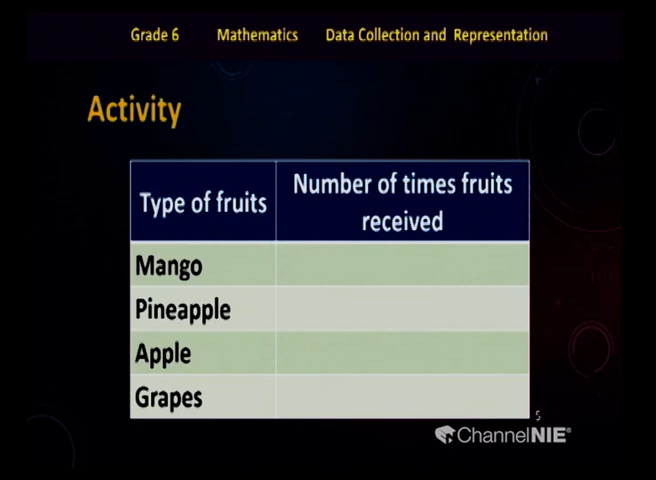 Grade 6 Mathematics Data Collection and Representation
Activity
Type of fruits
Number of times fruits
received
Mango
Pineapple
Apple
Grapes
5
ChannelNIE